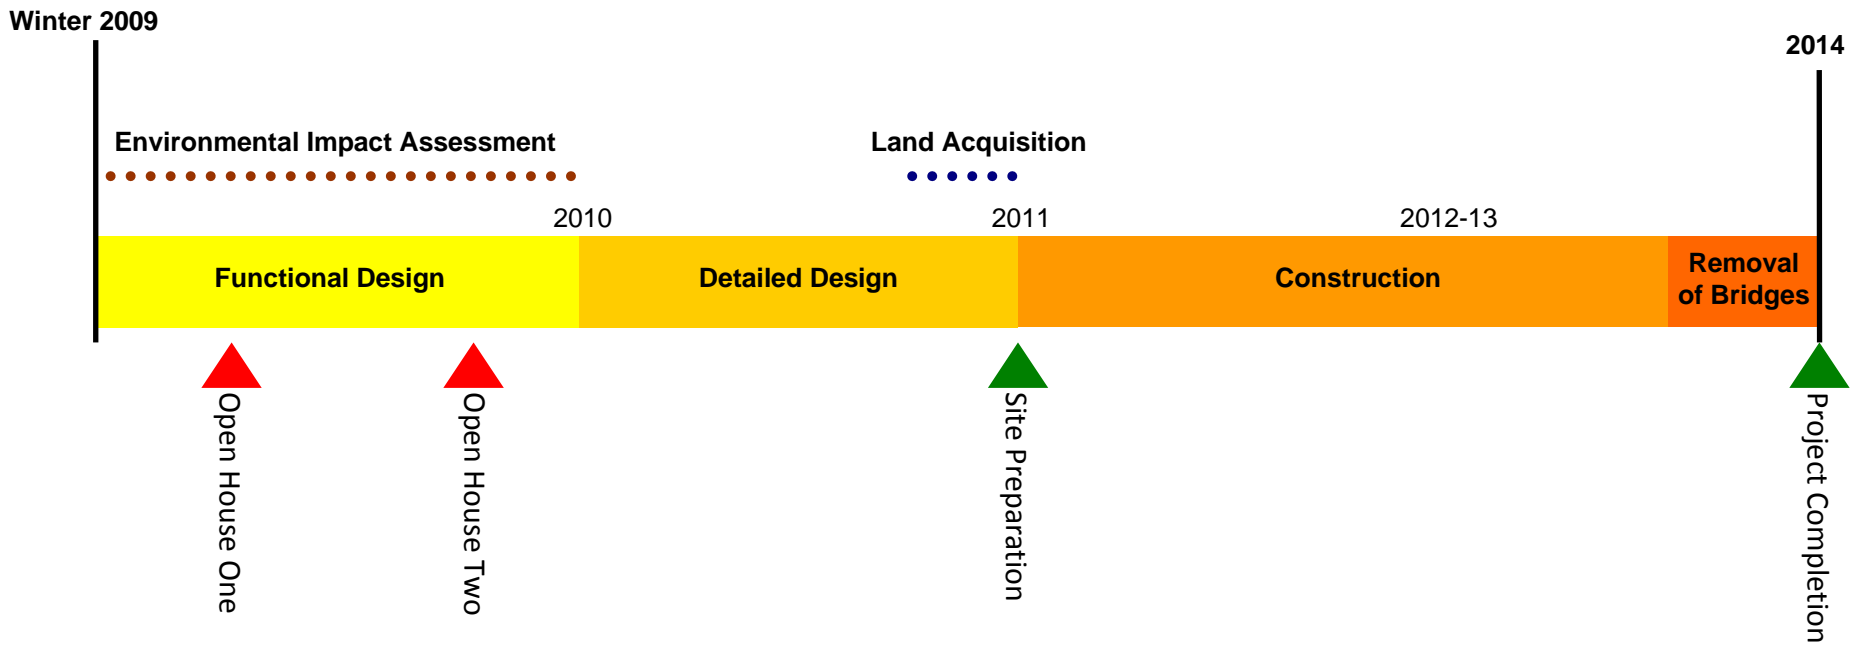 Winter 2009
2014
Environmental Impact Assessment
Land Acquisition
2010
2011
2012-13
Functional Design
Detailed Design
Construction
Removal
of Bridges
Open House One
Open House Two
Site Preparation
Project Completion